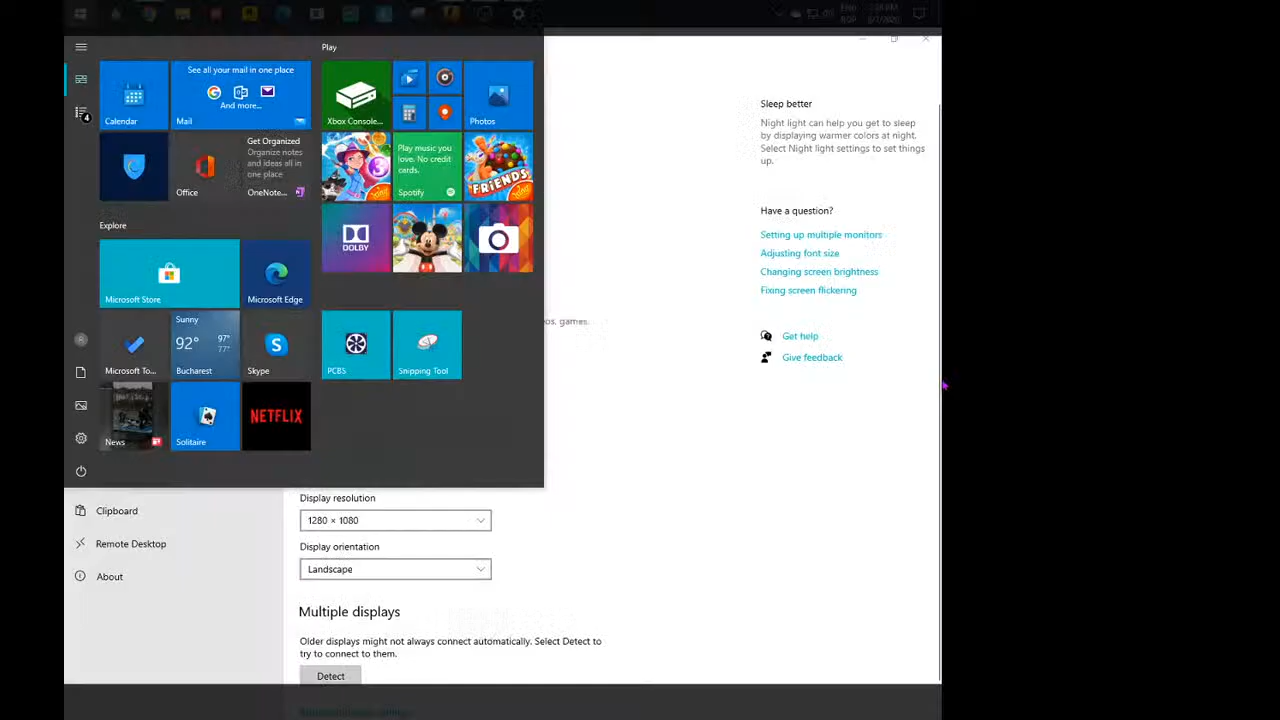 Play
See all your mail in one place
And more...
Calendar
Mail
Xbox Console...
Photos
4
Office
Get Organized
Organize notes
and ideas all in
one place
OneNote...
Play music you
love. No credit
cards.
Spotify
FRIENDS
King
King
DOLBY
Explore
Microsoft Store
Microsoft Edge
Microsoft To...
Sunny
92°
97°
77°
Bucharest
Skype
PCBS
Snipping Tool
News
Solitaire
NETFLIX
os, games.
Sleep better
Night light can help you get to sleep
by displaying warmer colors at night.
Select Night light settings to set things
up.
Have a question?
Setting up multiple monitors
Adjusting font size
Changing screen brightness
Fixing screen flickering
Get help
Give feedback
Clipboard
Remote Desktop
About
Display resolution
1280 × 1080
Display orientation
Landscape
Multiple displays
Older displays might not always connect automatically. Select Detect to
try to connect to them.
Detect